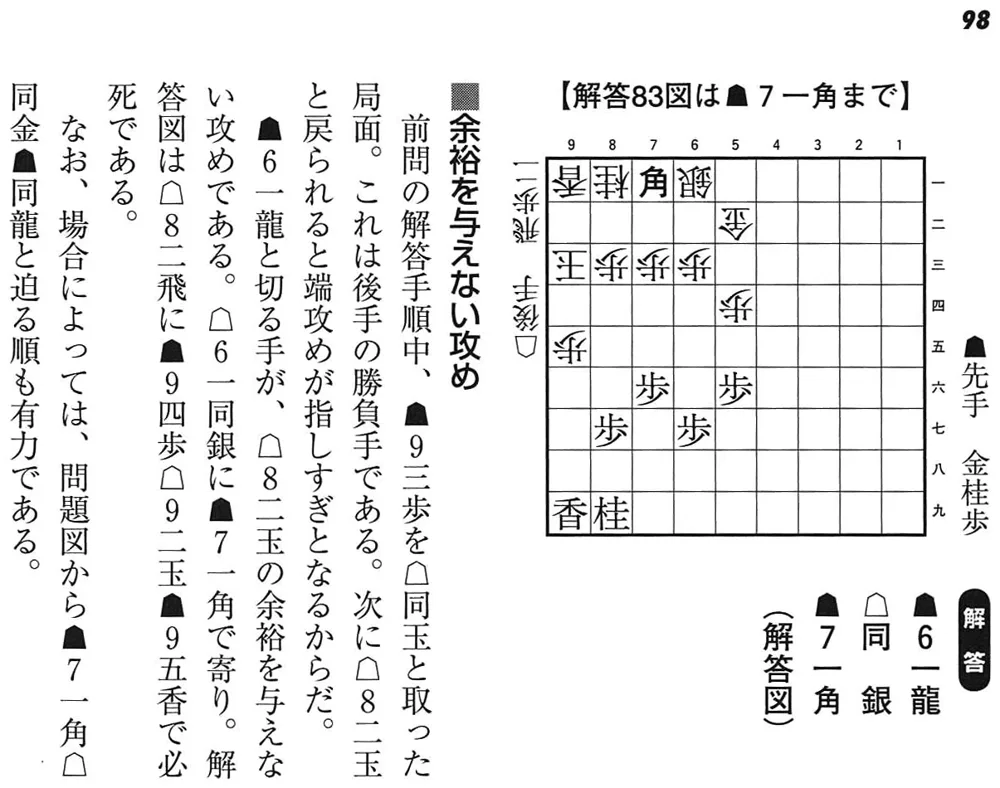 98
【解答83図は☗7一角まで】
9 8 7 6 5 4 3 2 1
香 桂 角 銀 一
金 二
王 歩 歩 歩 三
歩 四
歩 五
歩 歩 六
歩 歩 七
八
香 桂 九
☗先手 金桂歩
☖後手 飛歩二
解答
☗6一龍
☖同 銀
☗7一角
(解答図)
■余裕を与えない攻め
前問の解答手順中、☗9三歩を☖同玉と取った
局面。これは後手の勝負手である。次に☖8二玉
と戻られると端攻めが指しすぎとなるからだ。
☗6一龍と切る手が、☖8二玉の余裕を与えな
い攻めである。☖6一同銀に☗7一角で寄り。解
答図は☖8二飛に☗9四歩☖9二玉☗9五香で必
死である。
なお、場合によっては、問題図から☗7一角☖
同金☗同龍と迫る順も有力である。